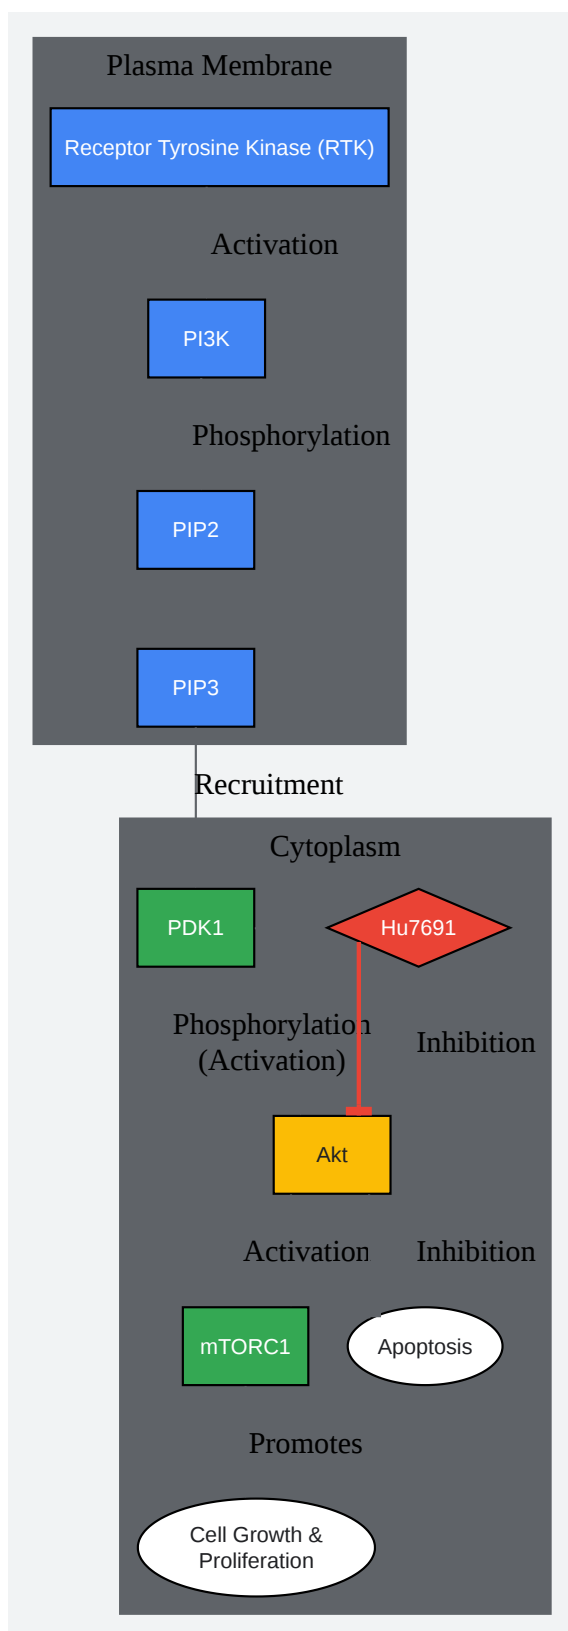 Plasma Membrane
Receptor Tyrosine Kinase (RTK)
Activation
PI3K
Phosphorylation
PIP2
PIP3
Recruitment
Cytoplasm
PDK1
Hu7691
Phosphorylation
(Activation)
Inhibition
Akt
Activation
Inhibition
mTORC1
Apoptosis
Promotes
Cell Growth &
Proliferation